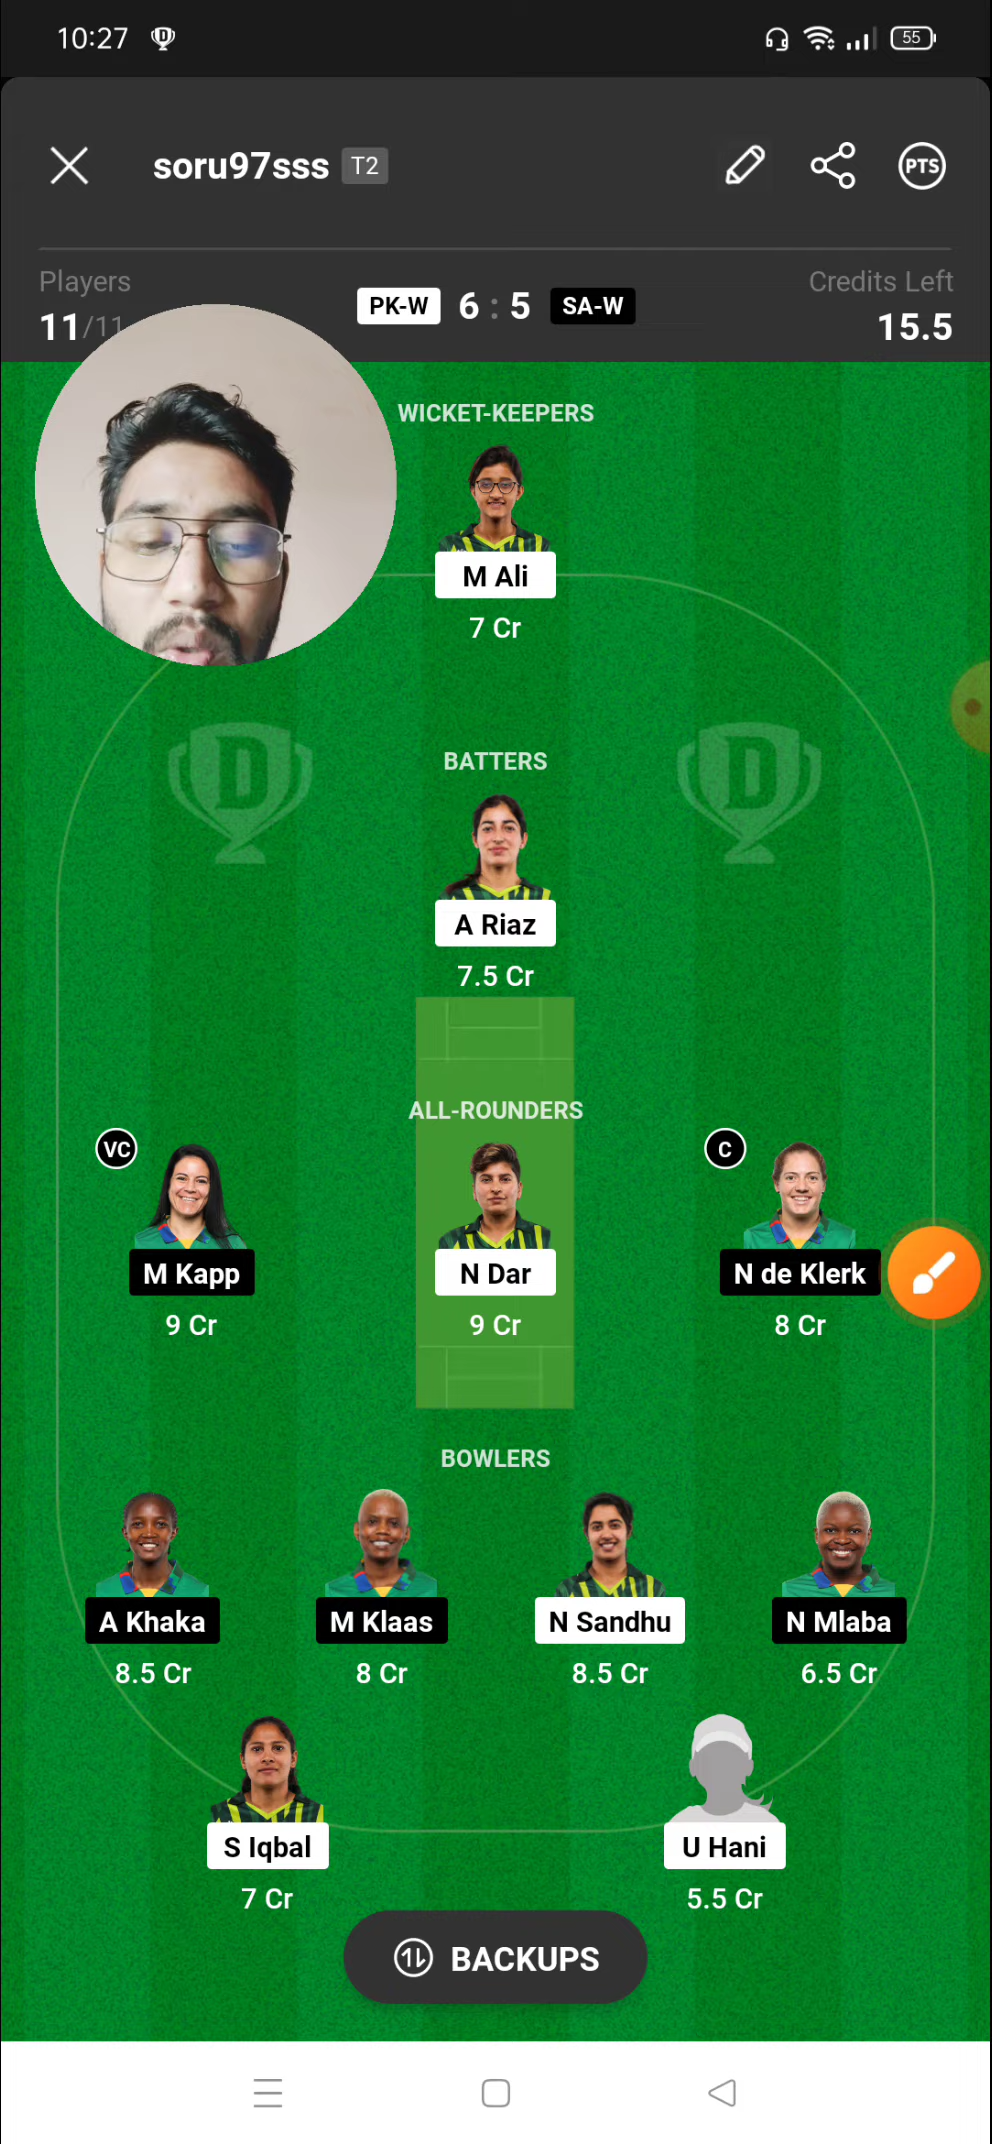 10:27
55
soru97sss T2
PTS
Players
Credits Left
11/11
PK-W 6 : 5 SA-W
15.5
WICKET-KEEPERS
M Ali
7 Cr
D D
BATTERS
A Riaz
7.5 Cr
ALL-ROUNDERS
VC
C
M Kapp
N Dar
N de Klerk
9 Cr
9 Cr
8 Cr
BOWLERS
A Khaka
M Klaas
N Sandhu
N Mlaba
8.5 Cr
8 Cr
8.5 Cr
6.5 Cr
S Iqbal
U Hani
7 Cr
5.5 Cr
BACKUPS